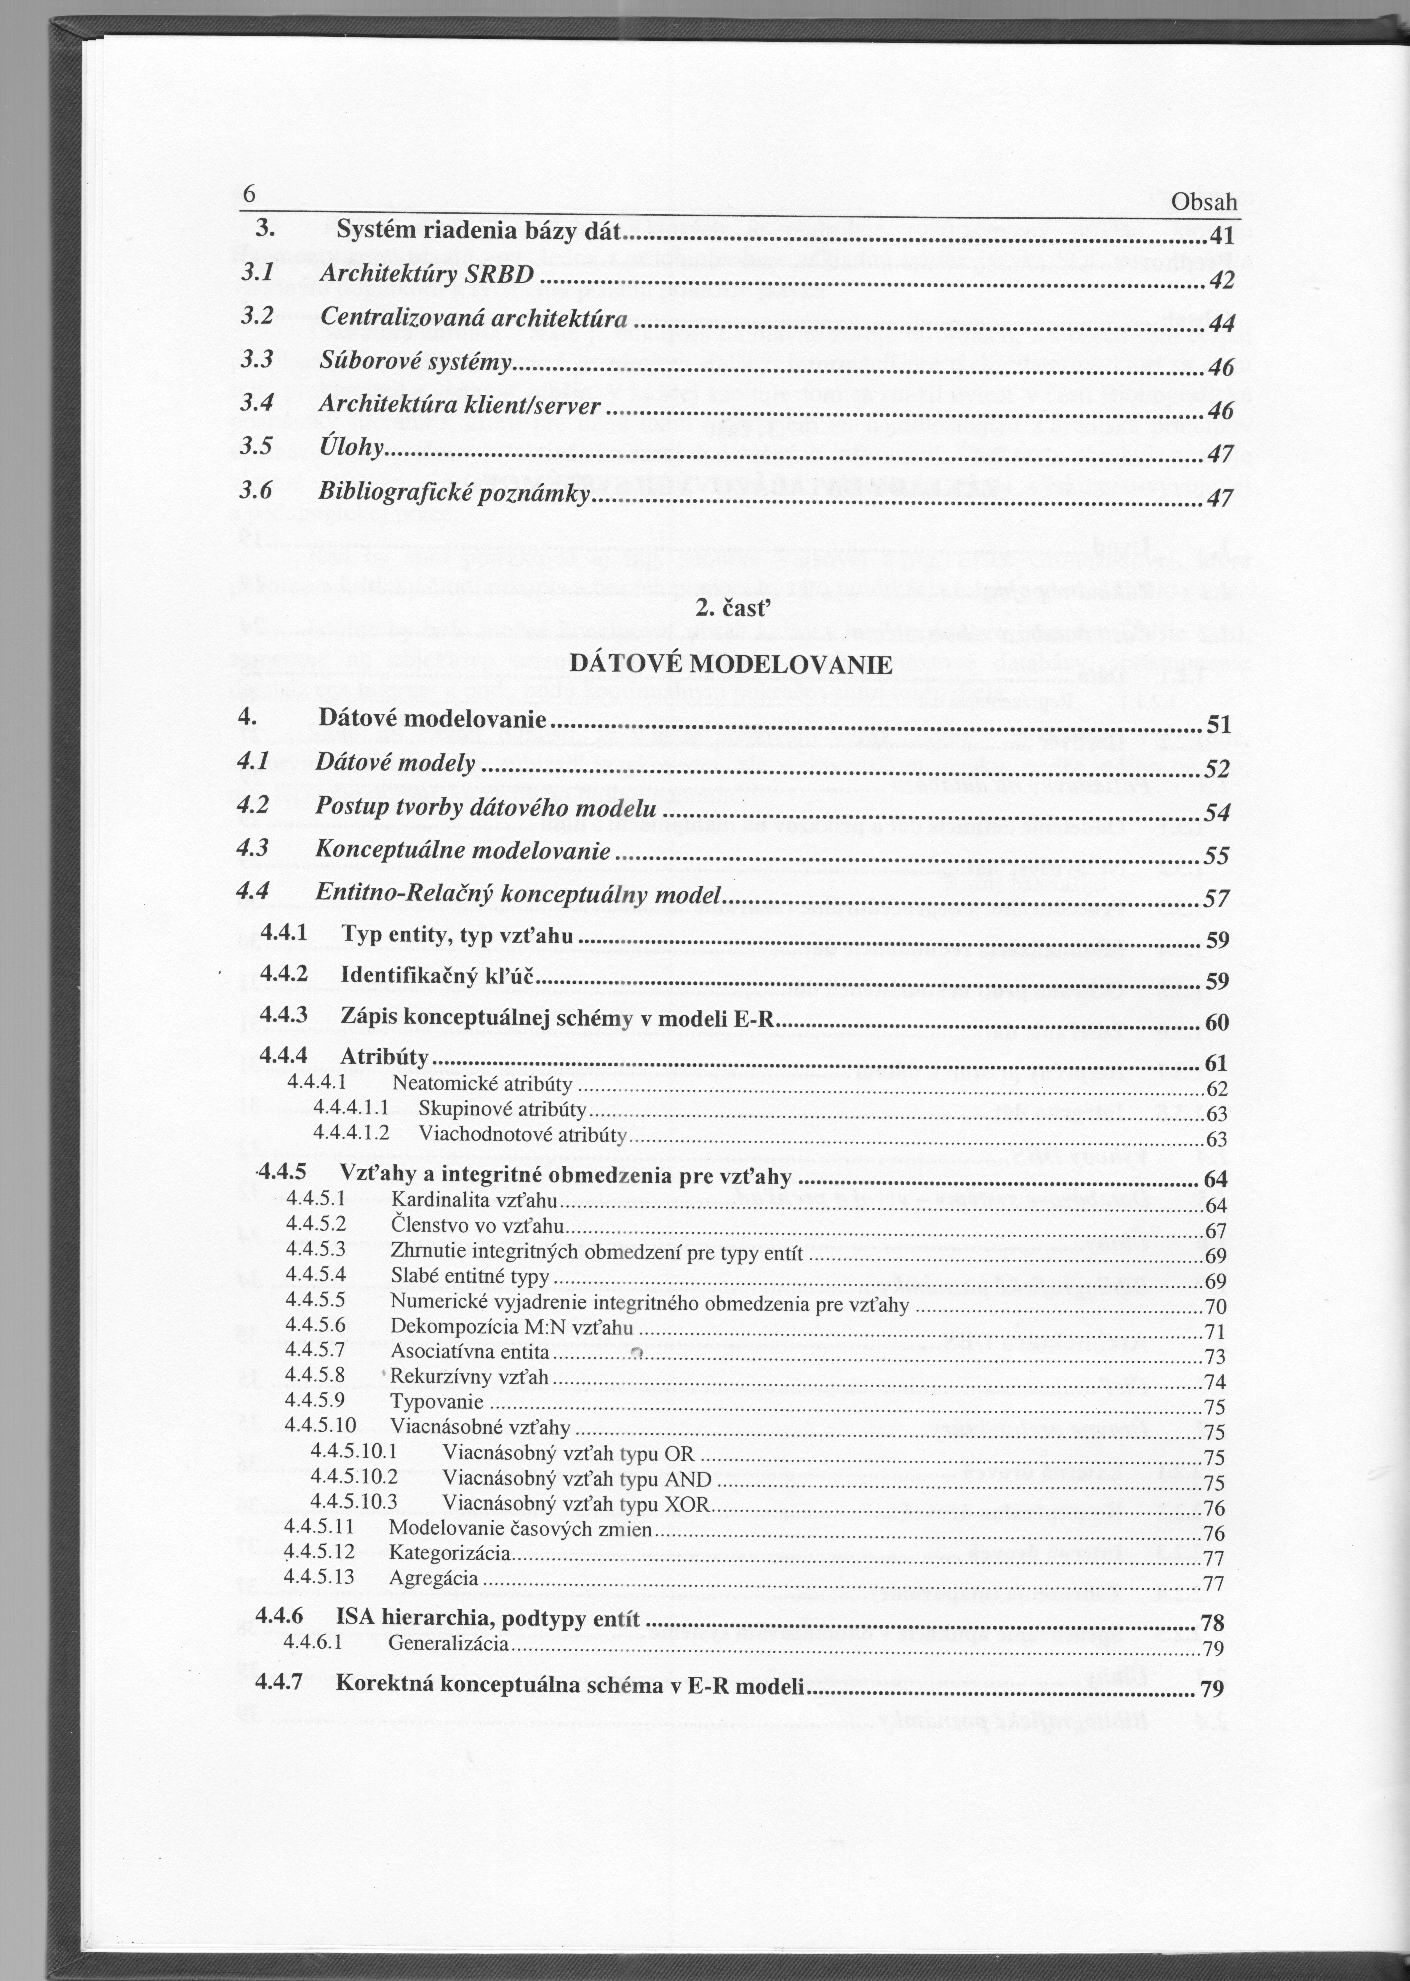 6 Obsah
3. Systém riadenia bázy dát 41
3.1 Architektúry SRBD 42
3.2 Centralizovaná architektúra 44
3.3 Súborové systémy 46
3.4 Architektúra klient/server 46
3.5 Úlohy 47
3.6 Bibliografické poznámky 47
2. časť
DÁTOVÉ MODELOVANIE
4. Dátové modelovanie 51
4.1 Dátové modely 52
4.2 Postup tvorby dátového modelu 54
4.3 Konceptuálne modelovanie 55
4.4 Entitno-Relačný konceptuálny model 57
4.4.1 Typ entity, typ vzťahu 59
4.4.2 Identifikačný kľúč 59
4.4.3 Zápis konceptuálnej schémy v modeli E-R 60
4.4.4 Atribúty 61
4.4.4.1 Neatomické atribúty 62
4.4.4.1.1 Skupinové atribúty 63
4.4.4.1.2 Viachodnotové atribúty 63
4.4.5 Vzťahy a integritné obmedzenia pre vzťahy 64
4.4.5.1 Kardinalita vzťahu 64
4.4.5.2 Členstvo vo vzťahu 67
4.4.5.3 Zhrnutie integritných obmedzení pre typy entít 69
4.4.5.4 Slabé entitné typy 69
4.4.5.5 Numerické vyjadrenie integritného obmedzenia pre vzťahy 70
4.4.5.6 Dekompozícia M:N vzťahu 71
4.4.5.7 Asociatívna entita 73
4.4.5.8 Rekurzívny vzťah 74
4.4.5.9 Typovanie 75
4.4.5.10 Viacnásobné vzťahy 75
4.4.5.10.1 Viacnásobný vzťah typu OR 75
4.4.5.10.2 Viacnásobný vzťah typu AND 75
4.4.5.10.3 Viacnásobný vzťah typu XOR 76
4.4.5.11 Modelovanie časových zmien 76
4.4.5.12 Kategorizácia 77
4.4.5.13 Agregácia 77
4.4.6 ISA hierarchia, podtypy entít 78
4.4.6.1 Generalizácia 79
4.4.7 Korektná konceptuálna schéma v E-R modeli 79